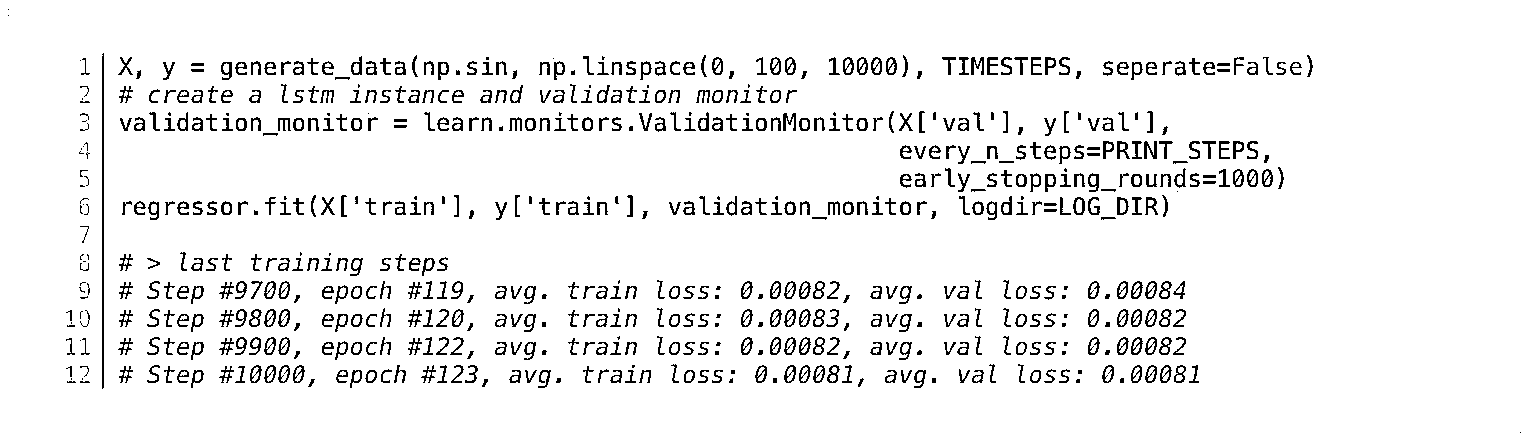 1 X, y = generate_data(np.sin, np.linspace(0, 100, 10000), TIMESTEPS, seperate=False)
2 # create a lstm instance and validation monitor
3 validation_monitor = learn.monitors.ValidationMonitor(X['val'], y['val'],
4                                                       every_n_steps=PRINT_STEPS,
5                                                       early_stopping_rounds=1000)
6 regressor.fit(X['train'], y['train'], validation_monitor, logdir=LOG_DIR)
7
8 # > last training steps
9 # Step #9700, epoch #119, avg. train loss: 0.00082, avg. val loss: 0.00084
10 # Step #9800, epoch #120, avg. train loss: 0.00083, avg. val loss: 0.00082
11 # Step #9900, epoch #122, avg. train loss: 0.00082, avg. val loss: 0.00082
12 # Step #10000, epoch #123, avg. train loss: 0.00081, avg. val loss: 0.00081